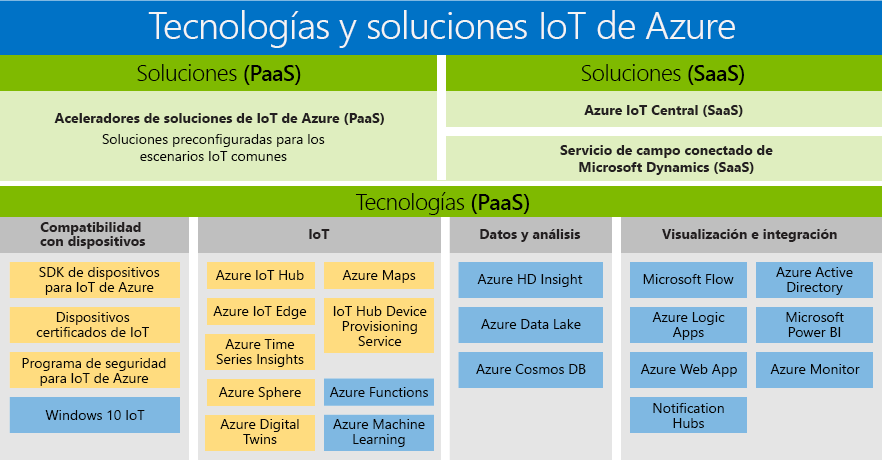 Tecnologías y soluciones IoT de Azure
Soluciones (PaaS)
Aceleradores de soluciones de IoT de Azure (PaaS)
Soluciones preconfiguradas para los
escenarios IoT comunes
Soluciones (SaaS)
Azure IoT Central (SaaS)
Servicio de campo conectado de
Microsoft Dynamics (SaaS)
Tecnologías (PaaS)
Compatibilidad
con dispositivos
SDK de dispositivos
para IoT de Azure
Dispositivos
certificados de IoT
Programa de seguridad
para IoT de Azure
Windows 10 IoT
IoT
Azure IoT Hub
Azure IoT Edge
Azure Time
Series Insights
Azure Sphere
Azure Digital
Twins
Azure Maps
IoT Hub Device
Provisioning
Service
Azure Functions
Azure Machine
Learning
Datos y análisis
Azure HD Insight
Azure Data Lake
Azure Cosmos DB
Visualización e integración
Microsoft Flow
Azure Logic
Apps
Azure Web App
Notification
Hubs
Azure Active
Directory
Microsoft
Power BI
Azure Monitor